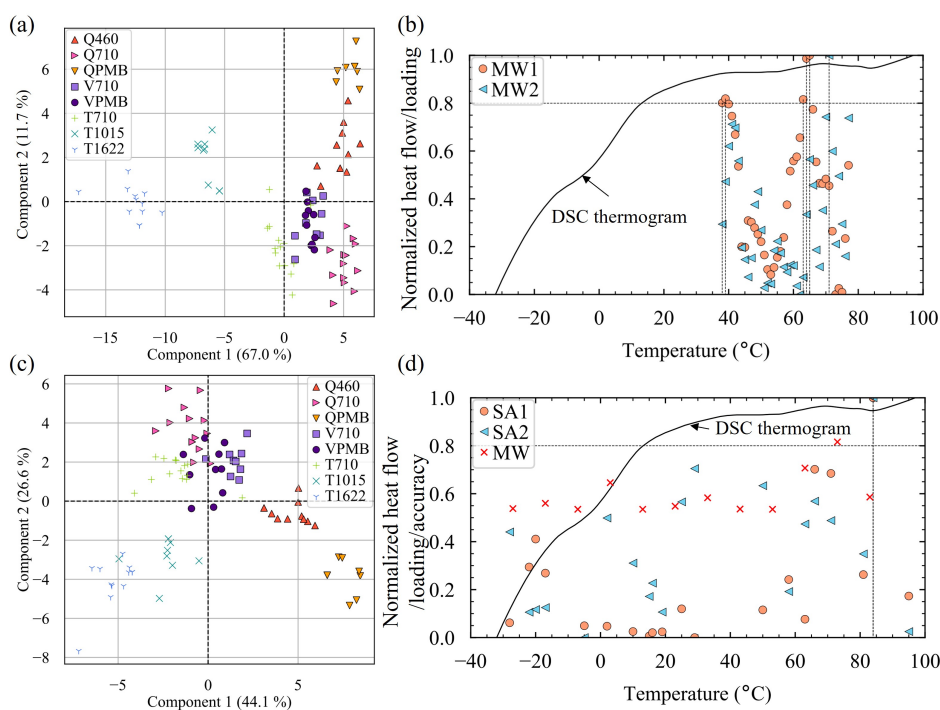 (a)
Q460
Q710
QPMB
V710
VPMB
T710
T1015
T1622
6
4
2
0
−2
−4
Component 2 (11.7 %)
−15
−10
−5
0
5
Component 1 (67.0 %)
(b)
MW1
MW2
DSC thermogram
1.0
0.8
0.6
0.4
0.2
0.0
Normalized heat flow/loading
−40
−20
0
20
40
60
80
100
Temperature (°C)
(c)
Q460
Q710
QPMB
V710
VPMB
T710
T1015
T1622
6
4
2
0
−2
−4
−6
−8
Component 2 (26.6 %)
−5
0
5
Component 1 (44.1 %)
(d)
SA1
SA2
MW
DSC thermogram
1.0
0.8
0.6
0.4
0.2
0.0
Normalized heat flow
/loading/accuracy
−40
−20
0
20
40
60
80
100
Temperature (°C)